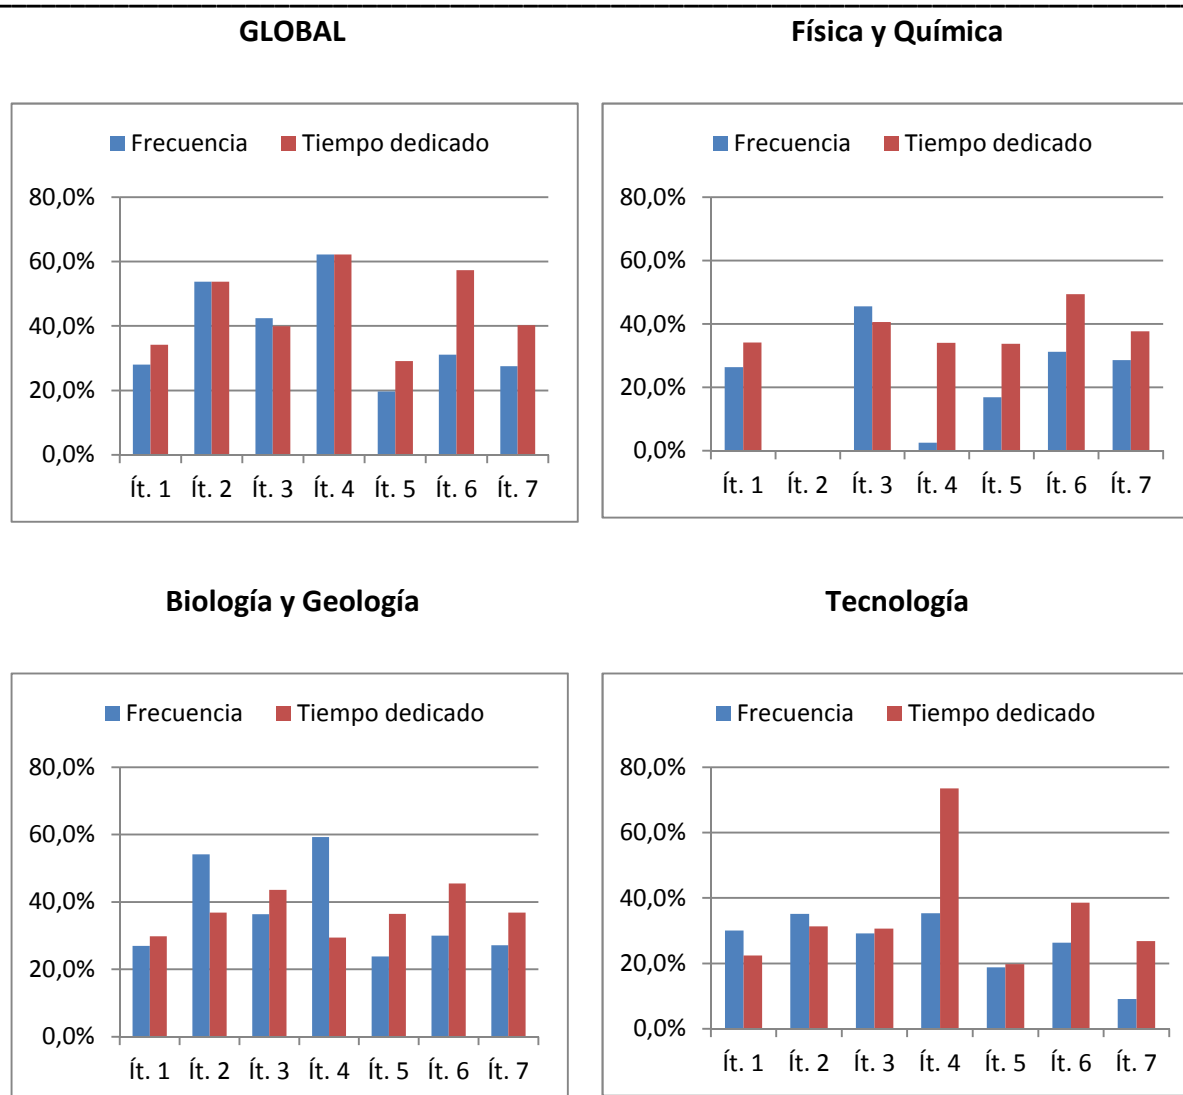 GLOBAL
Física y Química
Frecuencia Tiempo dedicado
80,0%
60,0%
40,0%
20,0%
0,0%
Ít. 1 Ít. 2 Ít. 3 Ít. 4 Ít. 5 Ít. 6 Ít. 7
Frecuencia Tiempo dedicado
80,0%
60,0%
40,0%
20,0%
0,0%
Ít. 1 Ít. 2 Ít. 3 Ít. 4 Ít. 5 Ít. 6 Ít. 7
Biología y Geología
Tecnología
Frecuencia Tiempo dedicado
80,0%
60,0%
40,0%
20,0%
0,0%
Ít. 1 Ít. 2 Ít. 3 Ít. 4 Ít. 5 Ít. 6 Ít. 7
Frecuencia Tiempo dedicado
80,0%
60,0%
40,0%
20,0%
0,0%
Ít. 1 Ít. 2 Ít. 3 Ít. 4 Ít. 5 Ít. 6 Ít. 7